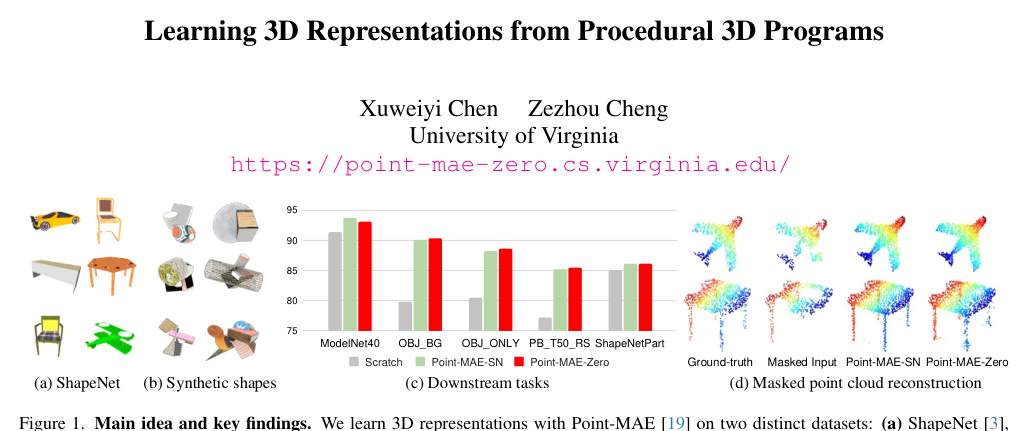 Learning 3D Representations from Procedural 3D Programs
Xuweiyi Chen Zezhou Cheng
University of Virginia
https://point-mae-zero.cs.virginia.edu/
95
90
85
80
75
ModelNet40 OBJ_BG OBJ_ONLY PB_T50_RS ShapeNetPart
Scratch Point-MAE-SN Point-MAE-Zero
Ground-truth Masked Input Point-MAE-SN Point-MAE-Zero
(a) ShapeNet (b) Synthetic shapes (c) Downstream tasks (d) Masked point cloud reconstruction
Figure 1. Main idea and key findings. We learn 3D representations with Point-MAE [19] on two distinct datasets: (a) ShapeNet [3],